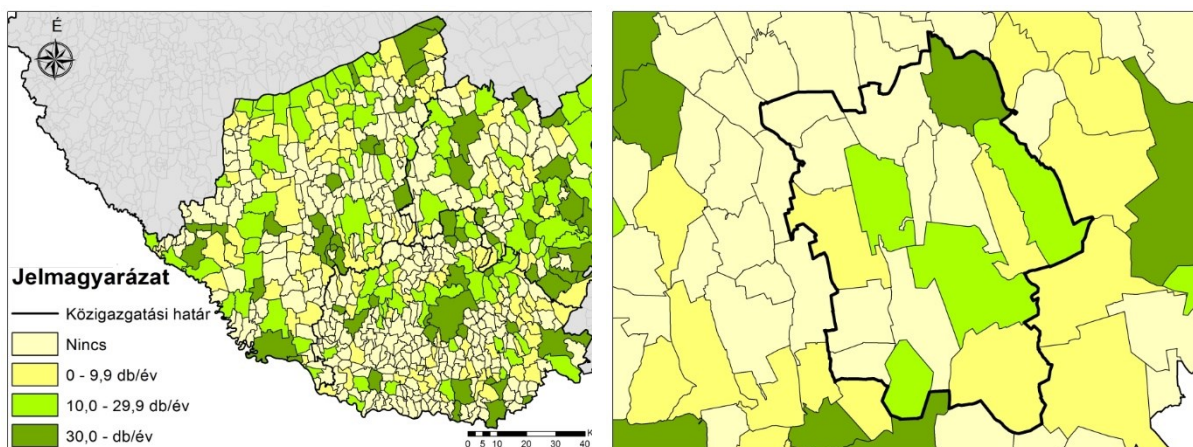 É
Jelmagyarázat
Közigazgatási határ
Nincs
0 - 9,9 db/év
10,0 - 29,9 db/év
30,0 - db/év
K
0 5 10 20 30 40